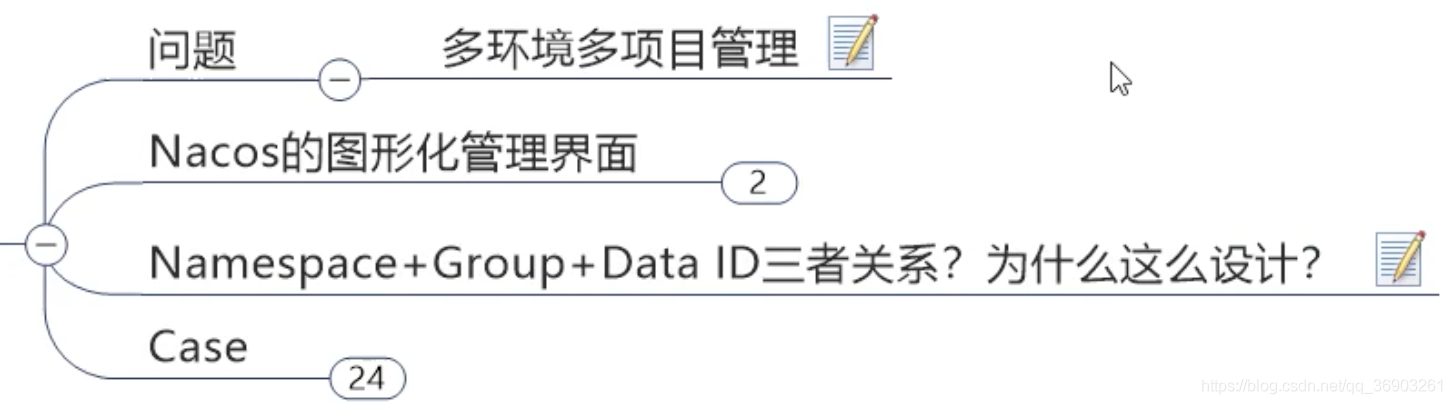 问题
多环境多项目管理
Nacos的图形化管理界面
2
Namespace+Group+Data ID三者关系？为什么这么设计？
Case
24
https://blog.csdn.net/qq_36903261